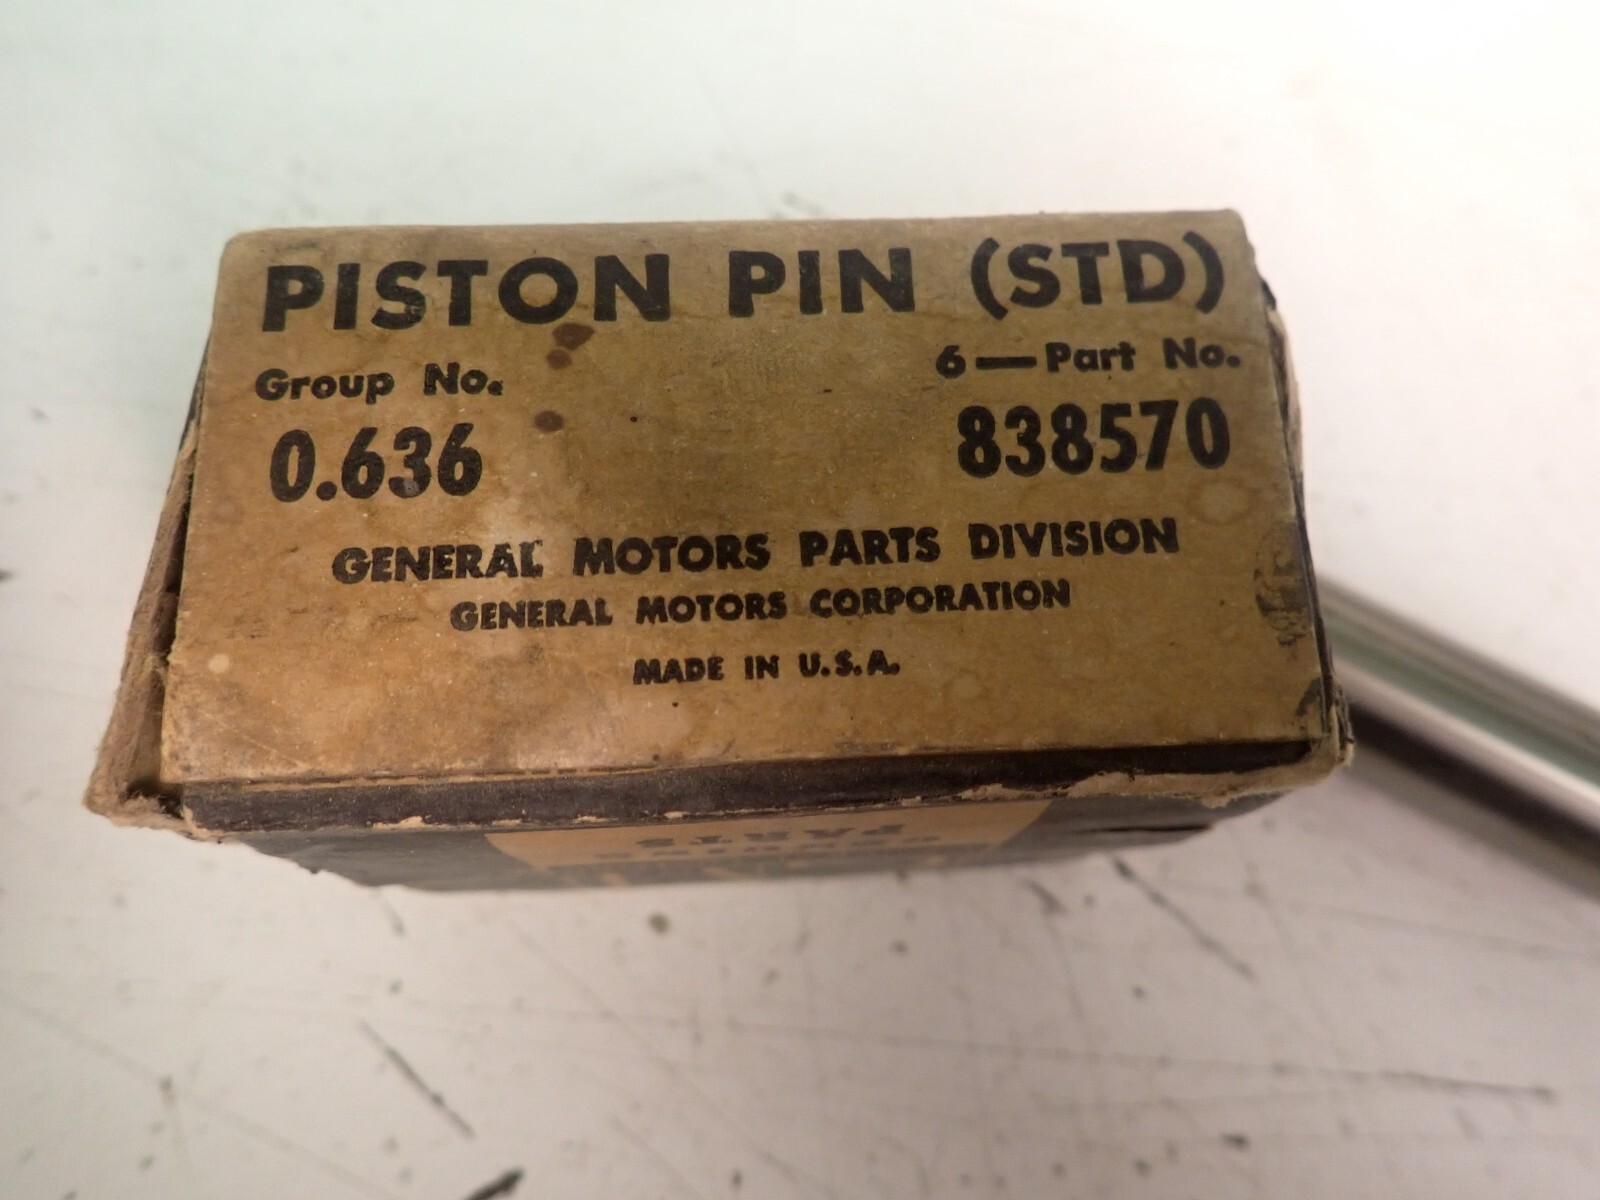 PISTON PIN (STD)
Group No. 6—Part No.
0.636 838570
GENERAL MOTORS PARTS DIVISION
GENERAL MOTORS CORPORATION
MADE IN U.S.A.
PARTS